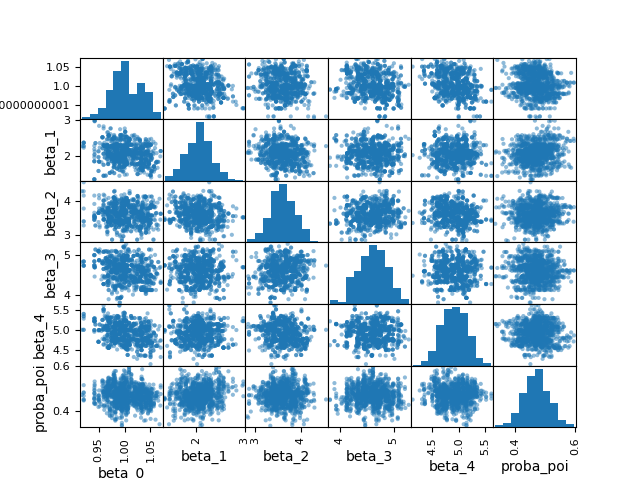 1.05
1.0
0000000001
3
beta_1
2
beta_2
4
3
beta_3
5
4
beta_4
5.5
5.0
4.5
proba_poi
0.6
0.4
0.95 1.00 1.05 2 3 3 4 4 5 4.5 5.0 5.5 0.4 0.6
beta_0 beta_1 beta_2 beta_3 beta_4 proba_poi